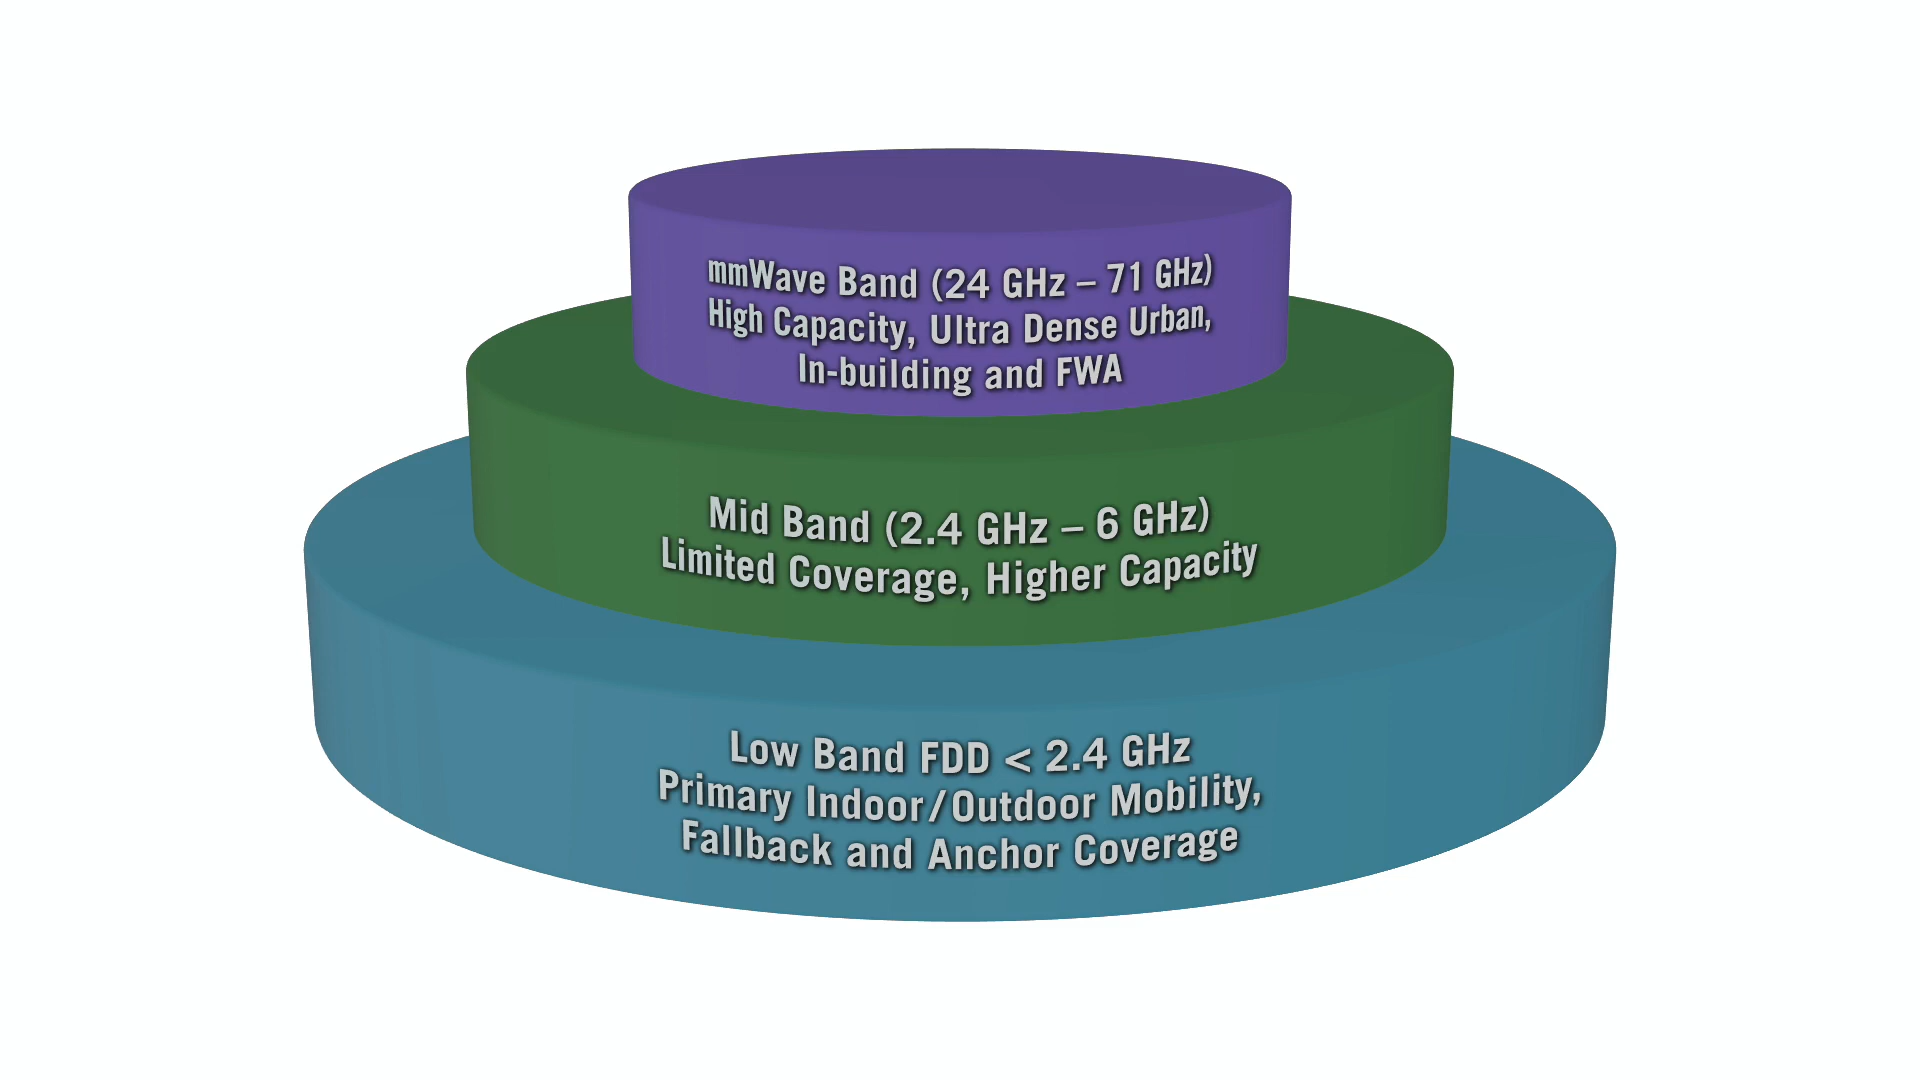 mmWave Band (24 GHz – 71 GHz)
High Capacity, Ultra Dense Urban,
In-building and FWA
Mid Band (2.4 GHz – 6 GHz)
Limited Coverage, Higher Capacity
Low Band FDD < 2.4 GHz
Primary Indoor/Outdoor Mobility,
Fallback and Anchor Coverage